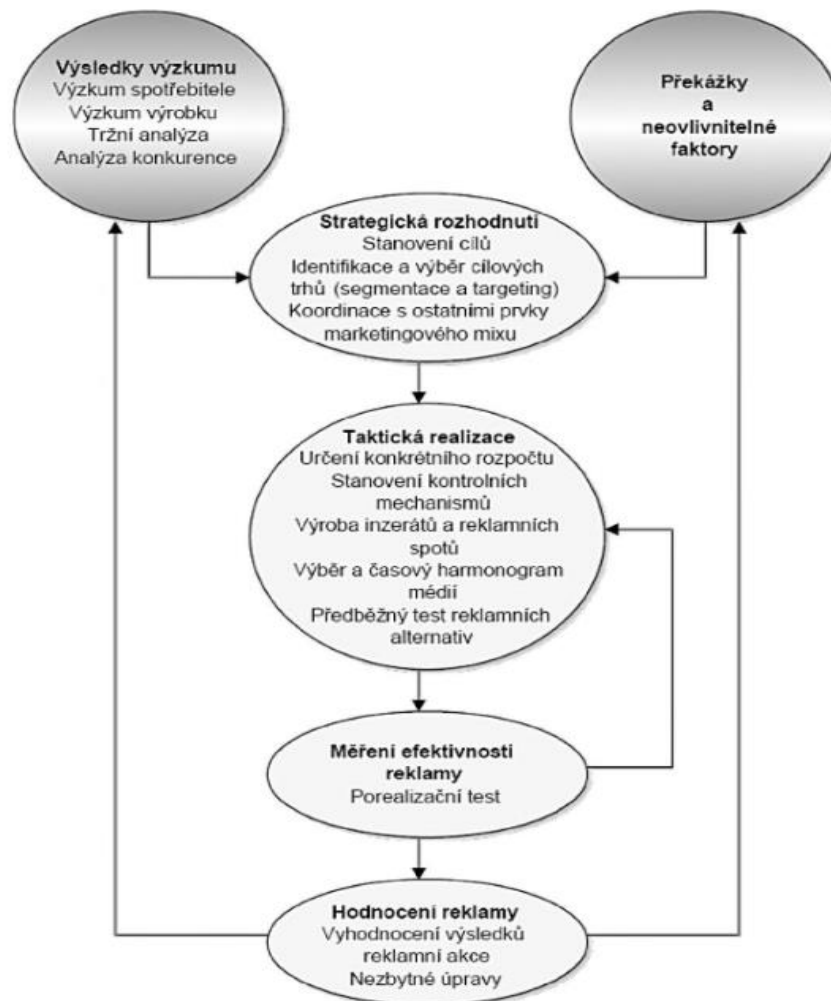 Výsledky výzkumu
Výzkum spotřebitele
Výzkum výrobku
Tržní analýza
Analýza konkurence
Překážky
a
neovlivnitelné
faktory
Strategická rozhodnutí
Stanovení cílů
Identifikace a výběr cílových
trhů (segmentace a targeting)
Koordinace s ostatními prvky
marketingového mixu
Taktická realizace
Určení konkrétního rozpočtu
Stanovení kontrolních
mechanismů
Výroba inzerátů a reklamních
spotů
Výběr a časový harmonogram
médií
Předběžný test reklamních
alternativ
Měření efektivnosti
reklamy
Porealizační test
Hodnocení reklamy
Vyhodnocení výsledků
reklamní akce
Nezbytné úpravy